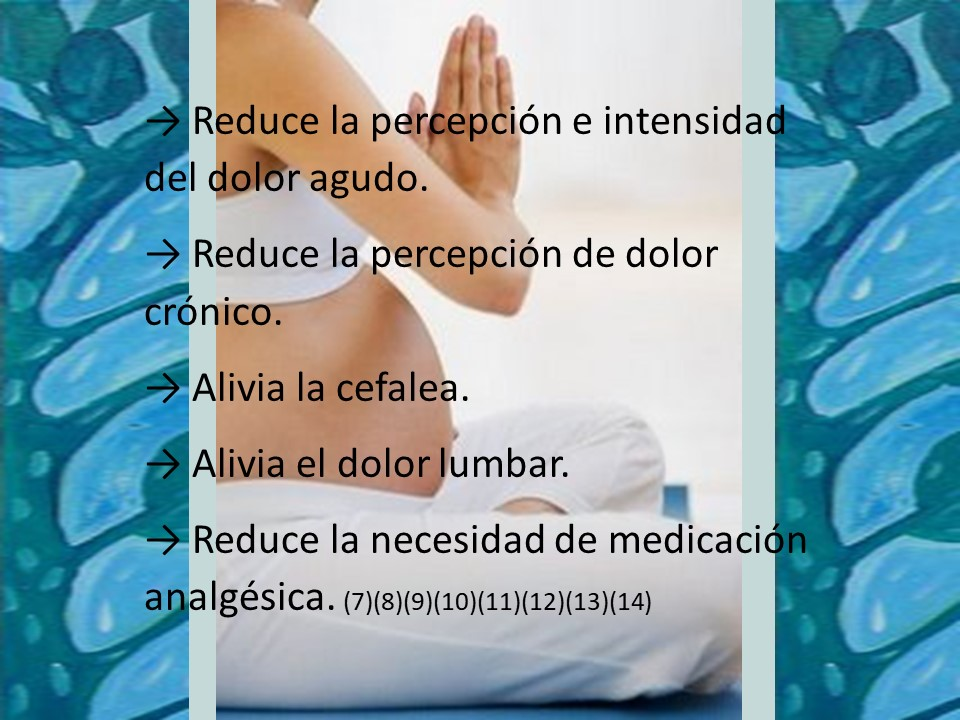 → Reduce la percepción e intensidad
del dolor agudo.
→ Reduce la percepción de dolor
crónico.
→ Alivia la cefalea.
→ Alivia el dolor lumbar.
→ Reduce la necesidad de medicación
analgésica. (7)(8)(9)(10)(11)(12)(13)(14)